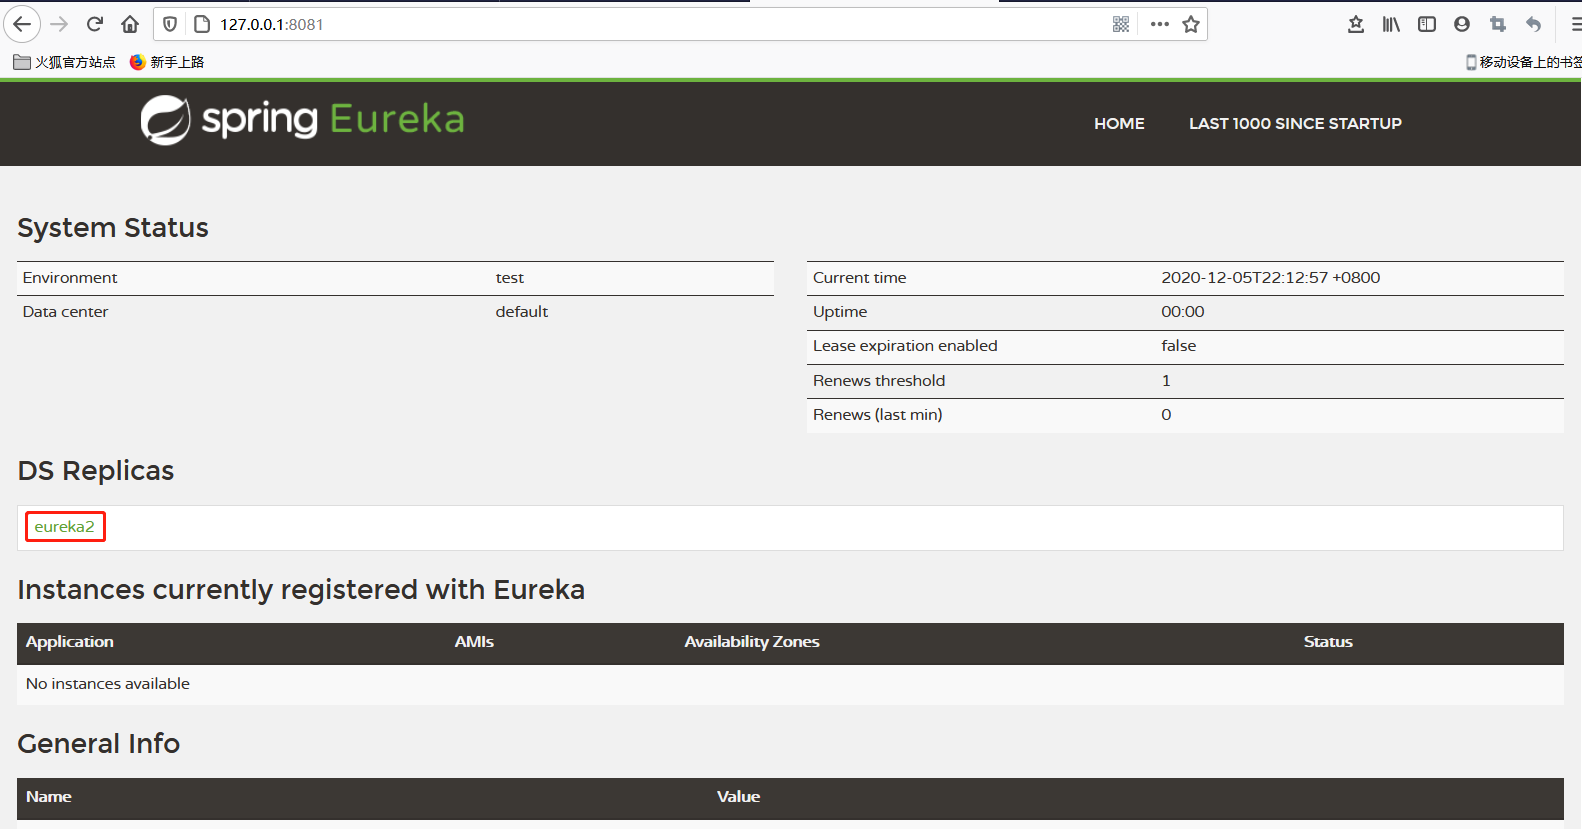 127.0.0.1:8081
火狐官方站点 新手上路 移动设备上的书签
spring Eureka HOME LAST 1000 SINCE STARTUP
System Status
Environment test Current time 2020-12-05T22:12:57 +0800
Data center default Uptime 00:00
Lease expiration enabled false
Renews threshold 1
Renews (last min) 0
DS Replicas
eureka2
Instances currently registered with Eureka
Application AMIs Availability Zones Status
No instances available
General Info
Name Value